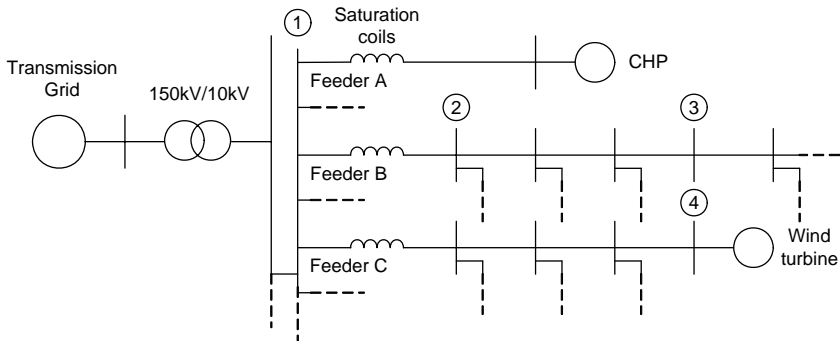 1
Saturation
coils
Transmission
Grid
150kV/10kV
Feeder A
CHP
2
3
Feeder B
4
Feeder C
Wind
turbine